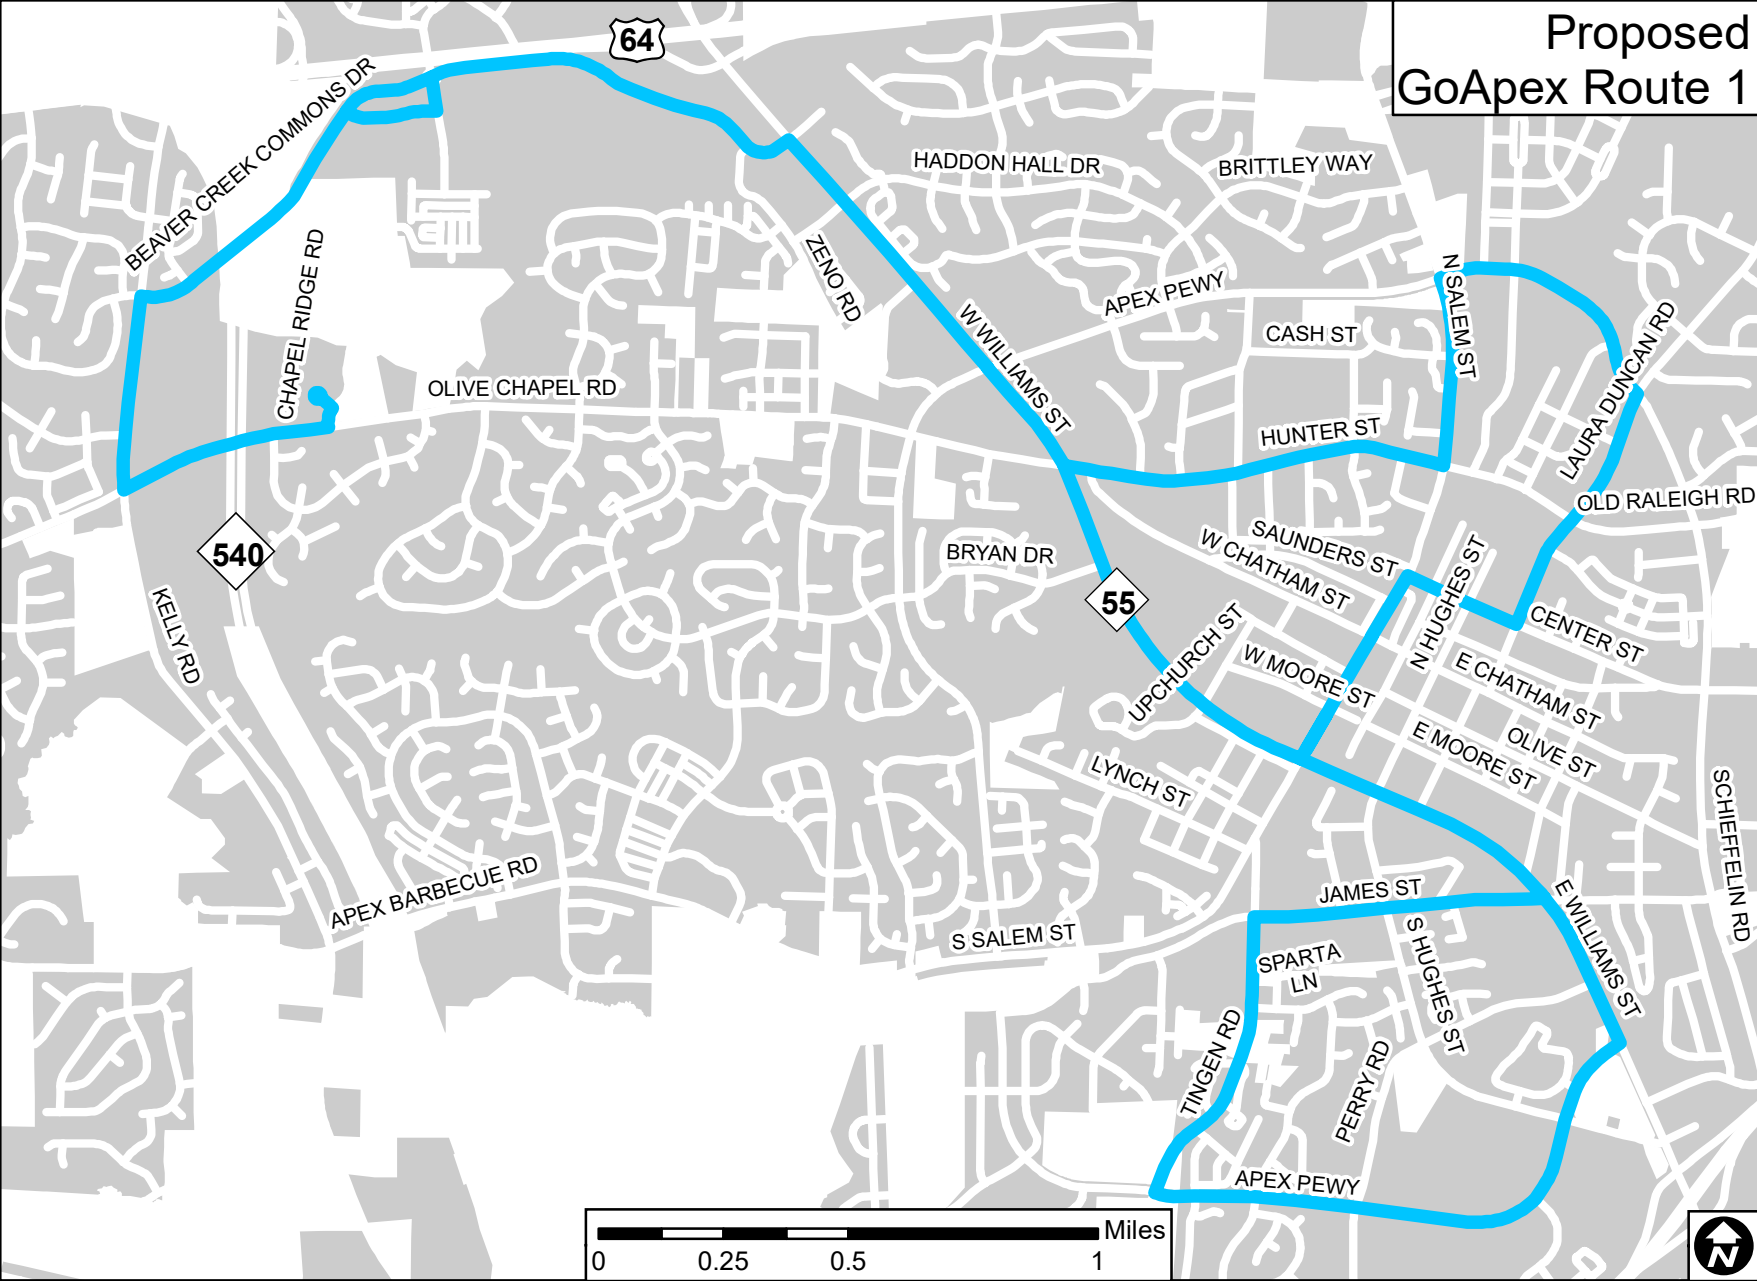 Proposed
GoApex Route 1
64
BEAVER CREEK COMMONS DR
HADDON HALL DR
BRITTLEY WAY
CHAPEL RIDGE RD
ZENO RD
N SALEM ST
APEX PEWY
W WILLIAMS ST
CASH ST
LAURA DUNCAN RD
OLIVE CHAPEL RD
HUNTER ST
OLD RALEIGH RD
540
BRYAN DR
SAUNDERS ST
W CHATHAM ST
N HUGHES ST
55
KELLY RD
UPCHURCH ST
CENTER ST
W MOORE ST
E CHATHAM ST
OLIVE ST
E MOORE ST
LYNCH ST
SCHIEFFELIN RD
APEX BARBECUE RD
JAMES ST
E WILLIAMS ST
S SALEM ST
S HUGHES ST
SPARTA
LN
TINGEN RD
PERRY RD
APEX PEWY
Miles
0 0.25 0.5 1
N